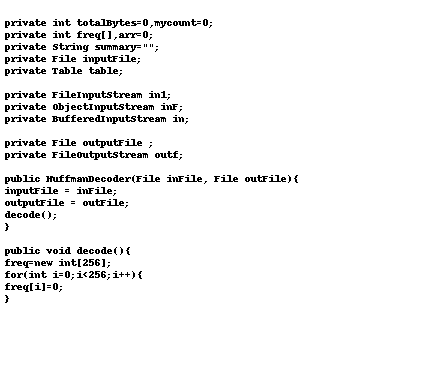 private int totalBytes=0,mycount=0;
private int freq[],arr=0;
private String summary="";
private File inputFile;
private Table table;
private FileInputStream in1;
private ObjectInputStream inF;
private BufferedInputStream in;
private File outputFile ;
private FileOutputStream outf;
public HuffmanDecoder(File inFile, File outFile){
inputFile = inFile;
outputFile = outFile;
decode();
}
public void decode(){
freq=new int[256];
for(int i=0;i<256;i++){
freq[i]=0;
}